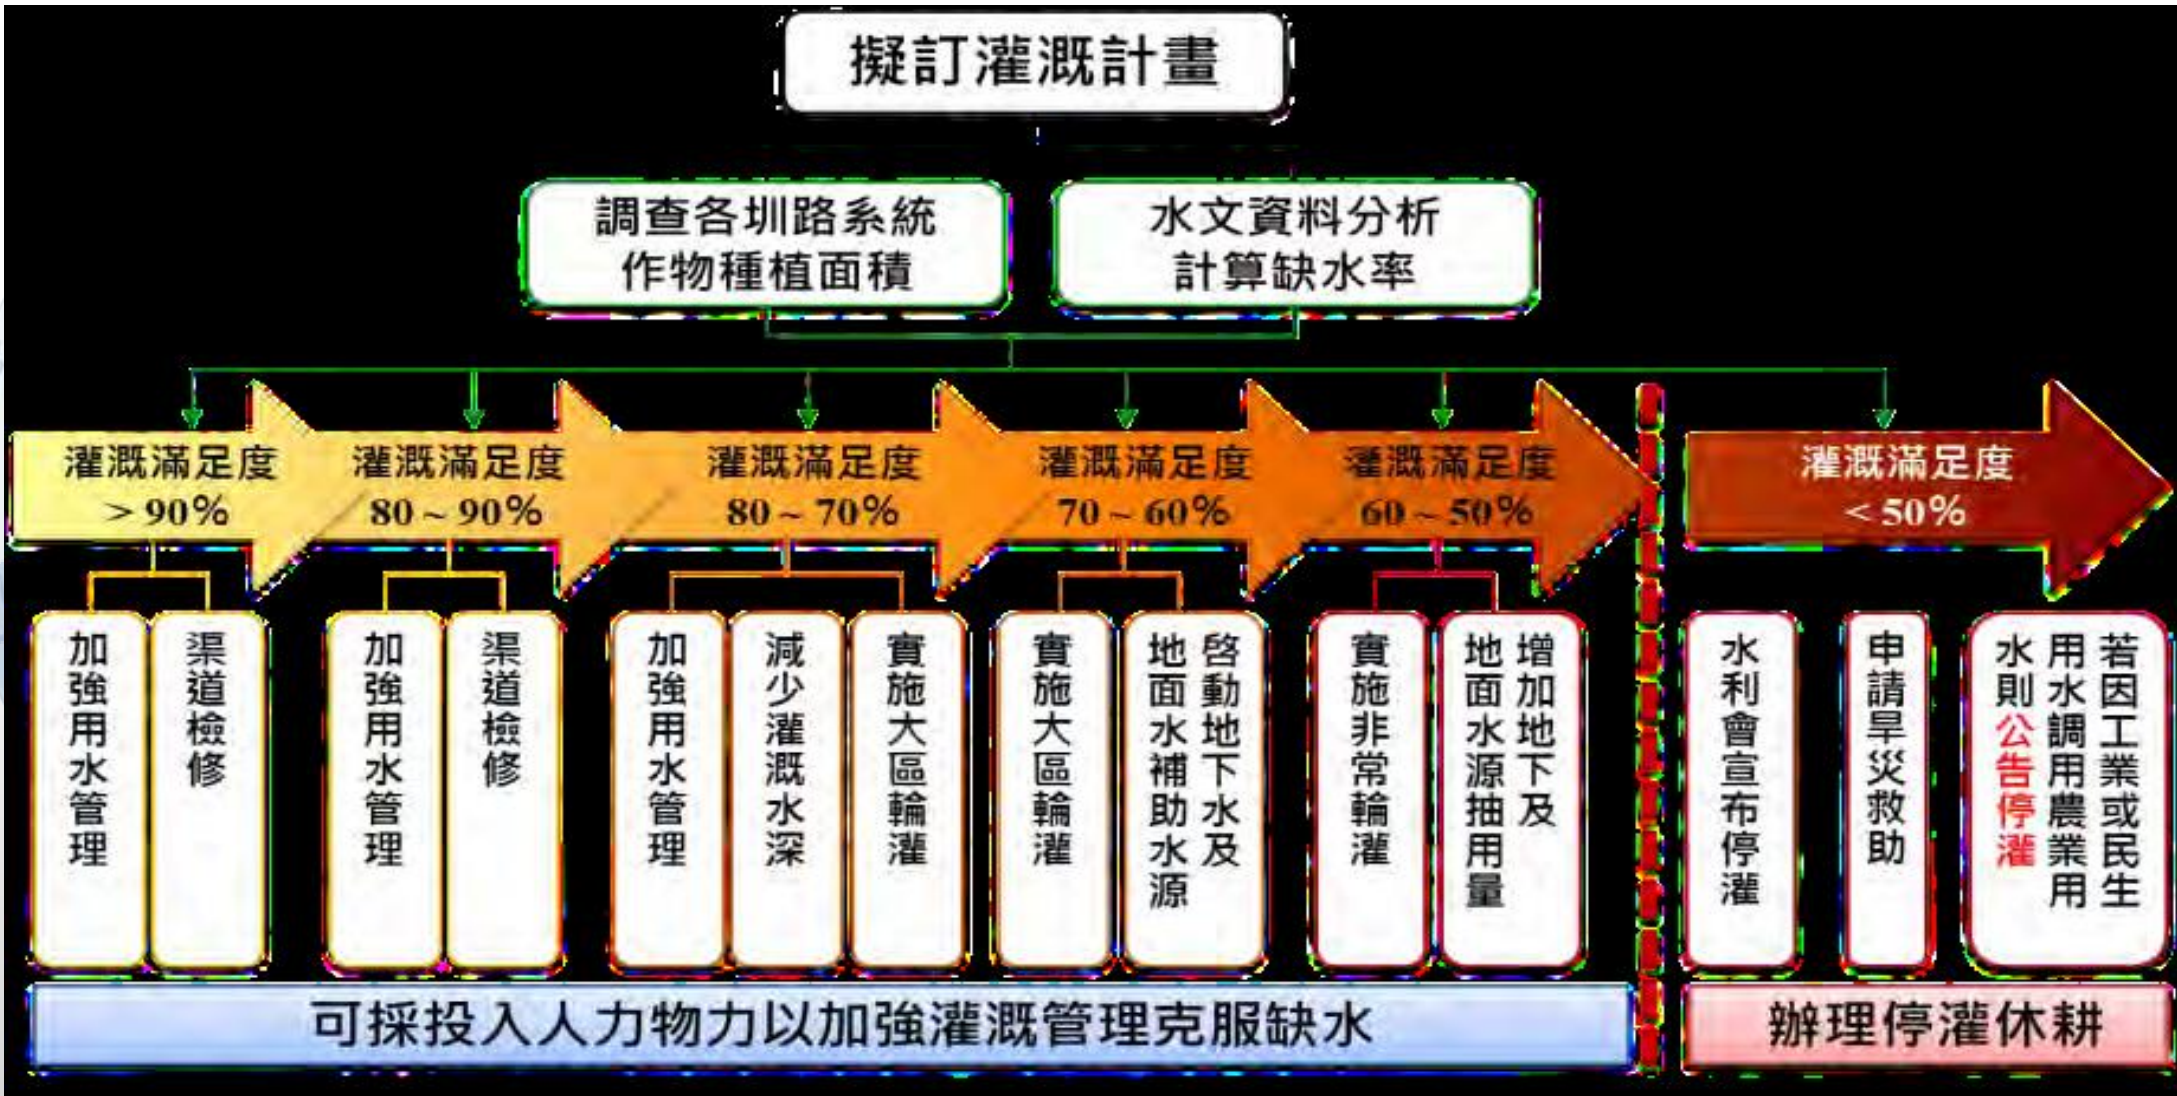 擬訂灌溉計畫
調查各圳路系統
作物種植面積
水文資料分析
計算缺水率
灌溉滿足度
> 90%
灌溉滿足度
80 ~ 90%
灌溉滿足度
80 ~ 70%
灌溉滿足度
70 ~ 60%
灌溉滿足度
60 ~ 50%
灌溉滿足度
< 50%
加強用水管理
渠道檢修
加強用水管理
渠道檢修
加強用水管理
減少灌溉水深
實施大區輪灌
實施大區輪灌
啓動地下水及
地面水補助水源
實施非常輪灌
增加地下及
地面水源抽用量
水利會宣布停灌
申請旱災救助
若因工業或民生
用水調用農業用
水則公告停灌
可採投入人力物力以加強灌溉管理克服缺水
辦理停灌休耕